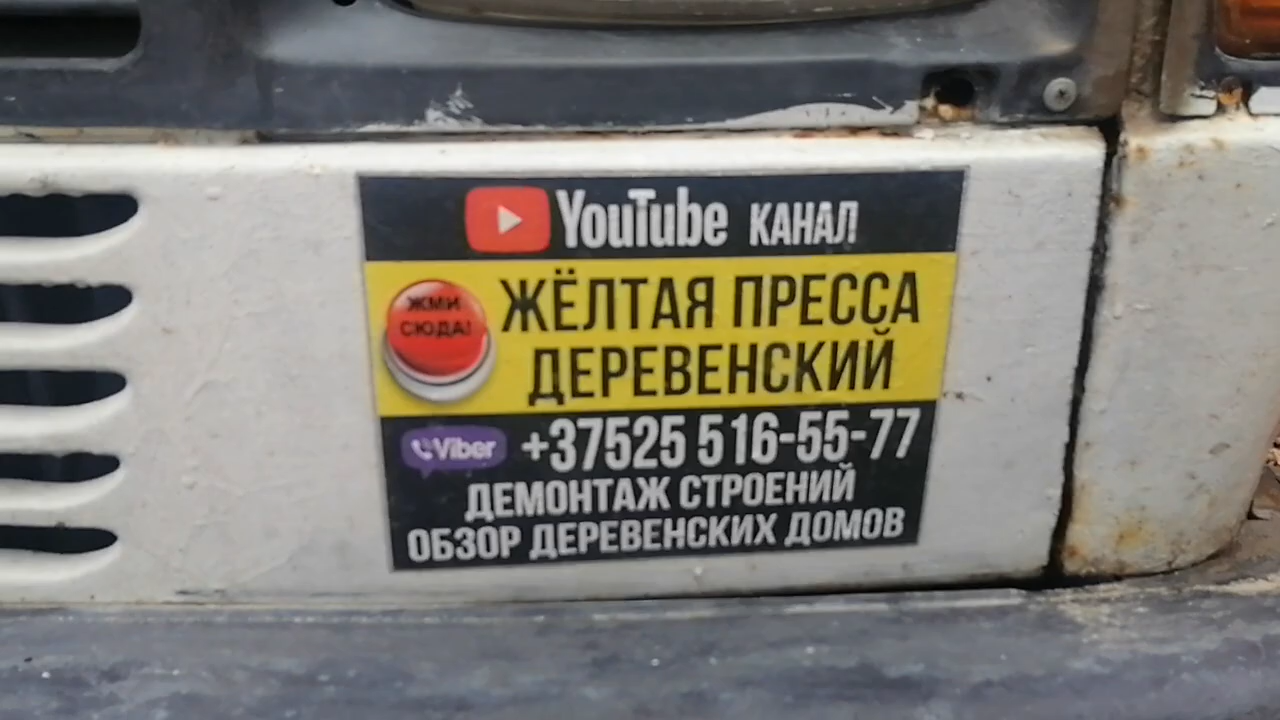 YouTube КАНАЛ
ЖМИ
СЮДА!
ЖЁЛТАЯ ПРЕССА
ДЕРЕВЕНСКИЙ
Viber +37525 516-55-77
ДЕМОНТАЖ СТРОЕНИЙ
ОБЗОР ДЕРЕВЕНСКИХ ДОМОВ